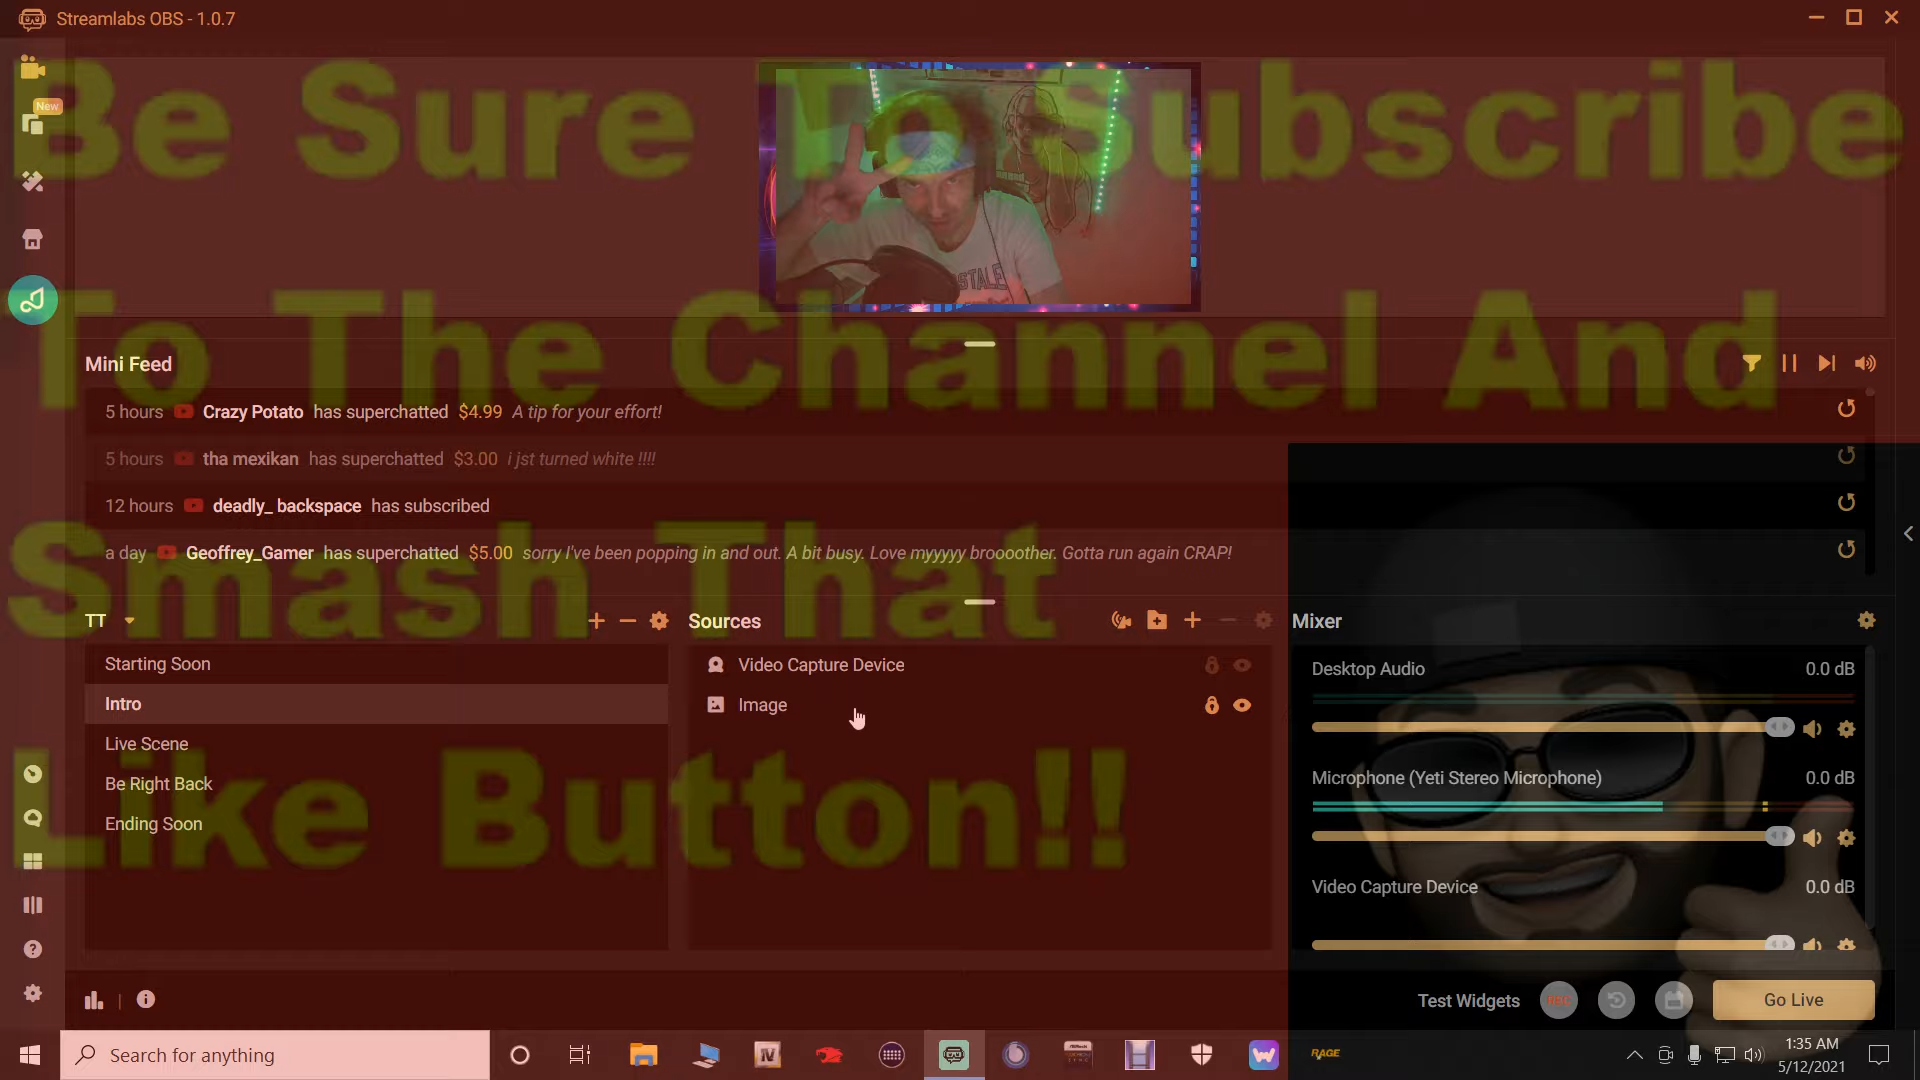 Streamlabs OBS - 1.0.7
Be Sure To Subscribe
New
To The Channel And
Mini Feed
5 hours Crazy Potato has superchatted $4.99 A tip for your effort!
5 hours tha mexikan has superchatted $3.00 i jst turned white !!!!
12 hours deadly_ backspace has subscribed
a day Geoffrey_Gamer has superchatted $5.00 sorry I've been popping in and out. A bit busy. Love myyyyy broooother. Gotta run again CRAP!
Smash That
TT
Sources
Mixer
Starting Soon
Intro
Live Scene
Be Right Back
Ending Soon
Video Capture Device
Image
Desktop Audio 0.0 dB
Microphone (Yeti Stereo Microphone) 0.0 dB
Video Capture Device 0.0 dB
Like Button!!
Test Widgets
REC
Go Live
Search for anything
IV
RAGE
1:35 AM
5/12/2021